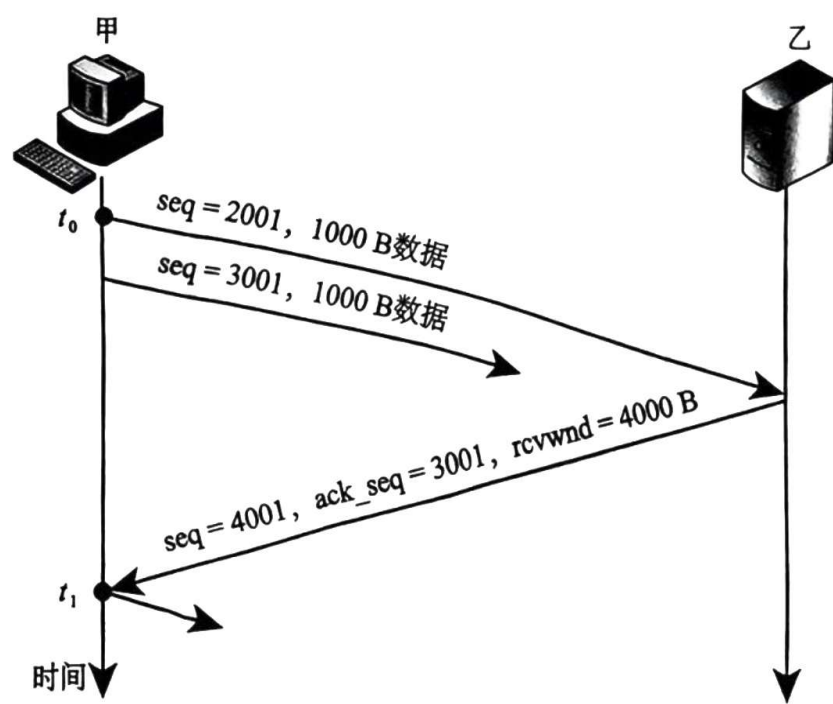 甲
乙
t₀
seq = 2001，1000 B数据
seq = 3001，1000 B数据
seq = 4001，ack_seq = 3001，rcvwnd = 4000 B
t₁
时间